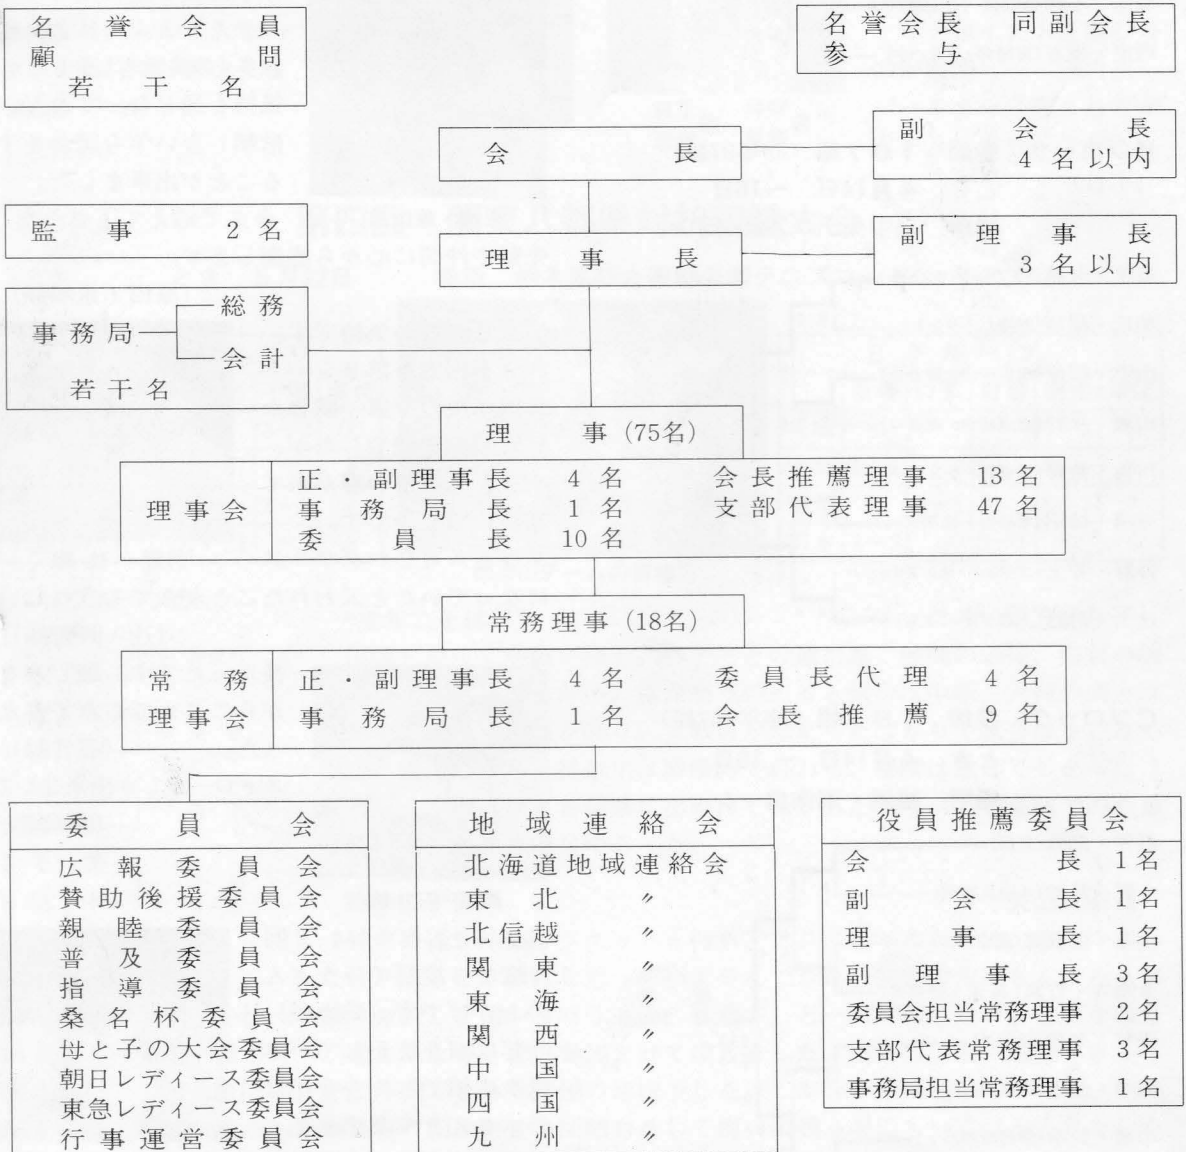 名誉会員
顧問
若干名
名誉会長 同副会長
参与
会長
副会長
4名以内
監事 2名
理事長
副理事長
3名以内
事務局
総務
会計
若干名
理事(75名)
理事会
正・副理事長 4名 会長推薦理事 13名
事務局長 1名 支部代表理事 47名
委員長 10名
常務理事(18名)
常務
理事会
正・副理事長 4名 委員長代理 4名
事務局長 1名 会長推薦 9名
委員会
広報委員会
賛助後援委員会
親睦委員会
普及委員会
指導委員会
桑名杯委員会
母と子の大会委員会
朝日レディース委員会
東急レディース委員会
行事運営委員会
地域連絡会
北海道地域連絡会
東北 〃
北信越 〃
関東 〃
東海 〃
関西 〃
中国 〃
四国 〃
九州 〃
役員推薦委員会
会長 1名
副会長 1名
理事長 1名
副理事長 3名
委員会担当常務理事 2名
支部代表常務理事 3名
事務局担当常務理事 1名